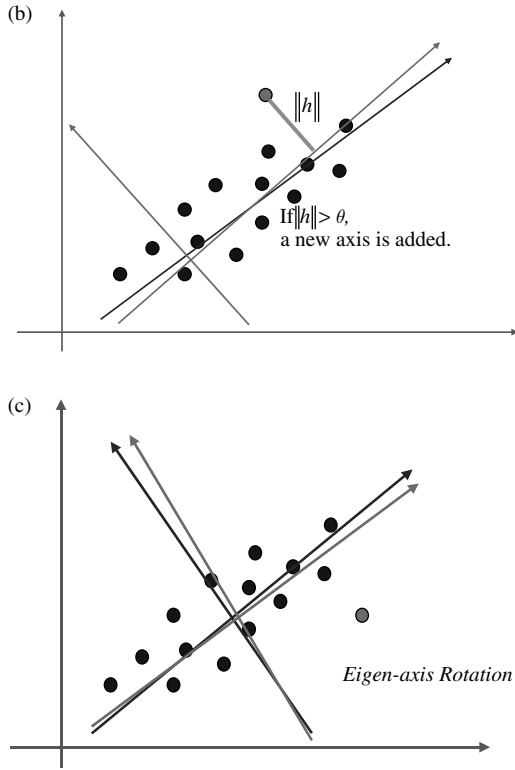 (b)
‖h‖
If‖h‖> θ,
a new axis is added.
(c)
Eigen-axis Rotation